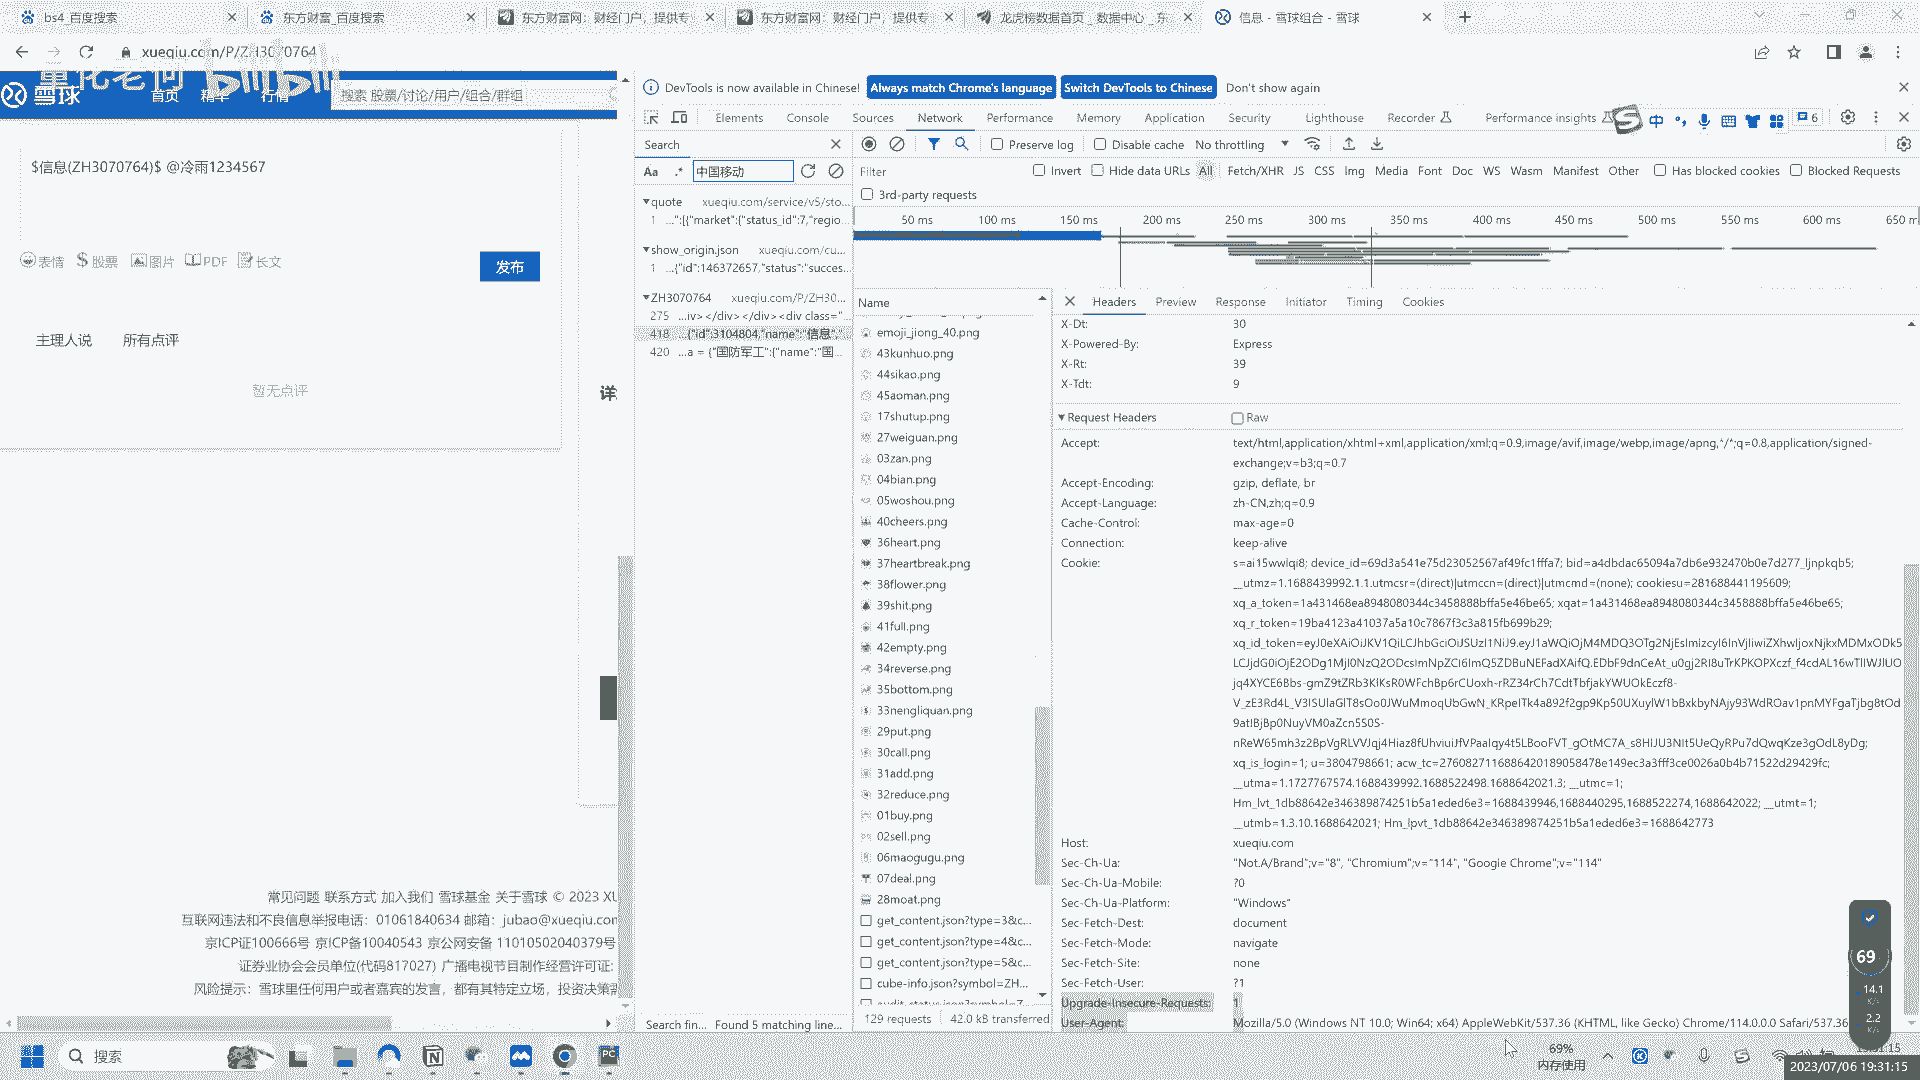 bs4_百度搜索
东方财富_百度搜索
东方财富网：财经门户，提供专
东方财富网：财经门户，提供专
龙虎榜数据首页 _ 数据中心 _ 东
信息 - 雪球组合 - 雪球
xueqiu.com/P/ZH3070764
量化老何 bilibili
雪球
首页 精华 行情
搜索 股票/讨论/用户/组合/群组
$信息(ZH3070764)$ @冷雨1234567
表情 股票 图片 PDF 长文
发布
主理人说 所有点评
暂无点评
详
常见问题 联系方式 加入我们 雪球基金 关于雪球 © 2023 XU
互联网违法和不良信息举报电话：01061840634 邮箱：jubao@xueqiu.con
京ICP证100666号 京ICP备10040543 京公网安备 11010502040379号
证券业协会会员单位(代码817027) 广播电视节目制作经营许可证:
风险提示：雪球里任何用户或者嘉宾的发言，都有其特定立场，投资决策需
DevTools is now available in Chinese!
Always match Chrome's language
Switch DevTools to Chinese
Don't show again
Elements Console Sources Network Performance Memory Application Security Lighthouse Recorder Performance insights
中
6
Search
Preserve log
Disable cache
No throttling
Aa .* 中国移动
Filter
Invert
Hide data URLs
All Fetch/XHR JS CSS Img Media Font Doc WS Wasm Manifest Other
Has blocked cookies
Blocked Requests
3rd-party requests
quote xueqiu.com/service/v5/sto...
1 ...":[{"market":{"status_id":7,"regio...
show_origin.json xueqiu.com/cu...
1 ...{"id":146372657,"status":"succes...
ZH3070764 xueqiu.com/P/ZH30...
275 ...iv></div></div><div class="...
418 ...{"id":3104804,"name":"信息",...
420 ...a = {"国防军工":{"name":"国...
50 ms 100 ms 150 ms 200 ms 250 ms 300 ms 350 ms 400 ms 450 ms 500 ms 550 ms 600 ms 650 m
Name
emoji_jiong_40.png
43kunhuo.png
44sikao.png
45aoman.png
17shutup.png
27weiguan.png
03zan.png
04bian.png
05woshou.png
40cheers.png
36heart.png
37heartbreak.png
38flower.png
39shit.png
41full.png
42empty.png
34reverse.png
35bottom.png
33nengliquan.png
29put.png
30call.png
31add.png
32reduce.png
01buy.png
02sell.png
06maogugu.png
07deal.png
28moat.png
get_content.json?type=3&c...
get_content.json?type=4&c...
get_content.json?type=5&c...
cube-info.json?symbol=ZH...
Headers Preview Response Initiator Timing Cookies
X-Dt: 30
X-Powered-By: Express
X-Rt: 39
X-Tdt: 9
Request Headers
Raw
Accept: text/html,application/xhtml+xml,application/xml;q=0.9,image/avif,image/webp,image/apng,*/*;q=0.8,application/signed-
exchange;v=b3;q=0.7
Accept-Encoding: gzip, deflate, br
Accept-Language: zh-CN,zh;q=0.9
Cache-Control: max-age=0
Connection: keep-alive
Cookie: s=ai15wwlqi8; device_id=69d3a541e75d23052567af49fc1fffa7; bid=a4dbdac65094a7db6e932470b0e7d277_ljnpkqb5;
__utmz=1.1688439992.1.1.utmcsr=(direct)|utmccn=(direct)|utmcmd=(none); cookiesu=281688441195609;
xq_a_token=1a431468ea8948080344c3458888bffa5e46be65; xqat=1a431468ea8948080344c3458888bffa5e46be65;
xq_r_token=19ba4123a41037a5a10c7867f3c3a815fb699b29;
xq_is_login=1; u=3804798661; acw_tc=2760827116886420189058478e149ec3a3fff3ce0026a0b4b71522d29429fc;
__utma=1.1727767574.1688439992.1688522498.1688642021.3; __utmc=1;
Hm_lvt_1db88642e346389874251b5a1eded6e3=1688439946,1688440295,1688522274,1688642022; __utmt=1;
__utmb=1.3.10.1688642021; Hm_lpvt_1db88642e346389874251b5a1eded6e3=1688642773
Host: xueqiu.com
Sec-Ch-Ua: "Not.A/Brand";v="8", "Chromium";v="114", "Google Chrome";v="114"
Sec-Ch-Ua-Mobile: ?0
Sec-Ch-Ua-Platform: "Windows"
Sec-Fetch-Dest: document
Sec-Fetch-Mode: navigate
Sec-Fetch-Site: none
Sec-Fetch-User: ?1
Upgrade-Insecure-Requests: 1
User-Agent: Mozilla/5.0 (Windows NT 10.0; Win64; x64) AppleWebKit/537.36 (KHTML, like Gecko) Chrome/114.0.0.0 Safari/537.36
Search fin... Found 5 matching line...
129 requests 42.0 kB transferred
69
14.1
K/s
2.2
K/s
搜索
PC
69%
内存使用
2023/07/06 19:31:15